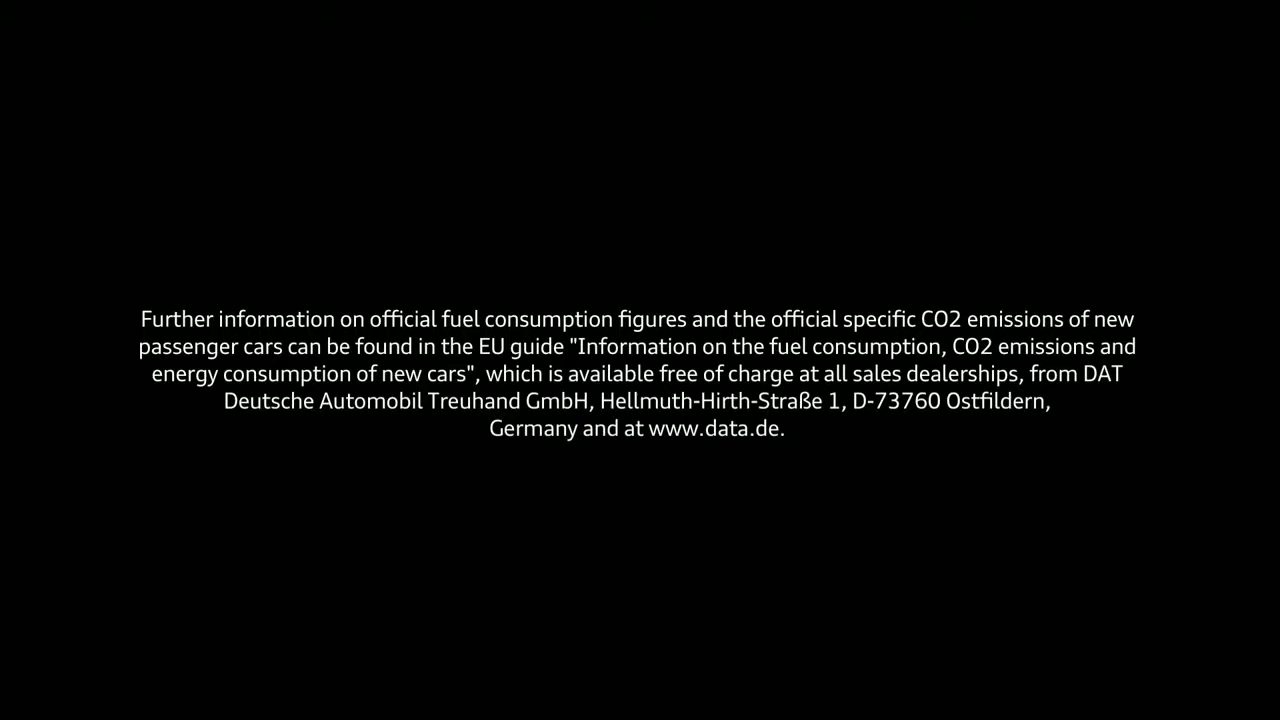 Further information on official fuel consumption figures and the official specific CO2 emissions of new
passenger cars can be found in the EU guide "Information on the fuel consumption, CO2 emissions and
energy consumption of new cars", which is available free of charge at all sales dealerships, from DAT
Deutsche Automobil Treuhand GmbH, Hellmuth-Hirth-Straße 1, D-73760 Ostfildern,
Germany and at www.data.de.